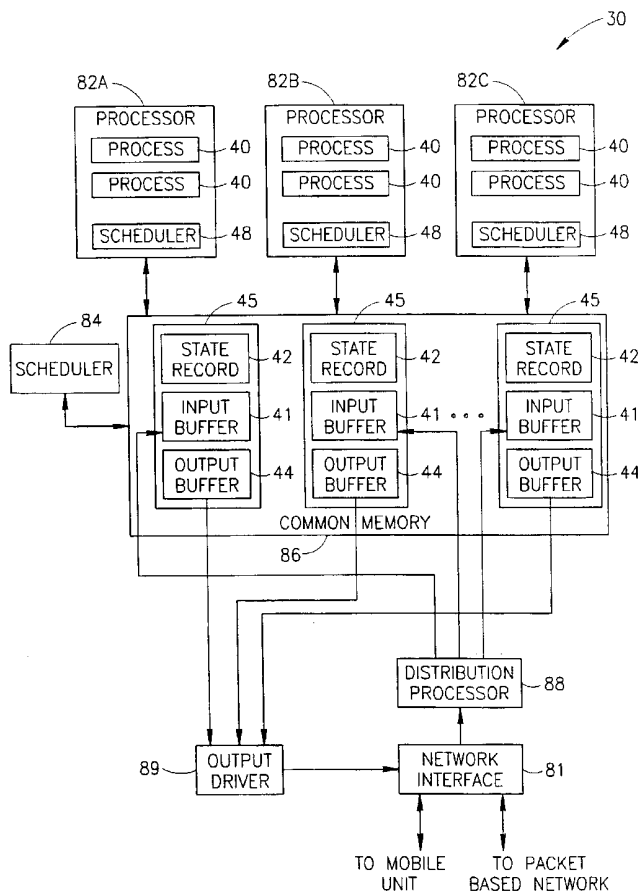 30
82A
82B
82C
PROCESSOR
PROCESSOR
PROCESSOR
PROCESS 40
PROCESS 40
PROCESS 40
PROCESS 40
PROCESS 40
PROCESS 40
SCHEDULER 48
SCHEDULER 48
SCHEDULER 48
84
45
45
45
SCHEDULER
STATE RECORD 42
STATE RECORD 42
STATE RECORD 42
INPUT BUFFER 41
INPUT BUFFER 41
INPUT BUFFER 41
OUTPUT BUFFER 44
OUTPUT BUFFER 44
OUTPUT BUFFER 44
COMMON MEMORY
86
DISTRIBUTION PROCESSOR 88
89 OUTPUT DRIVER
NETWORK INTERFACE 81
TO MOBILE UNIT
TO PACKET BASED NETWORK